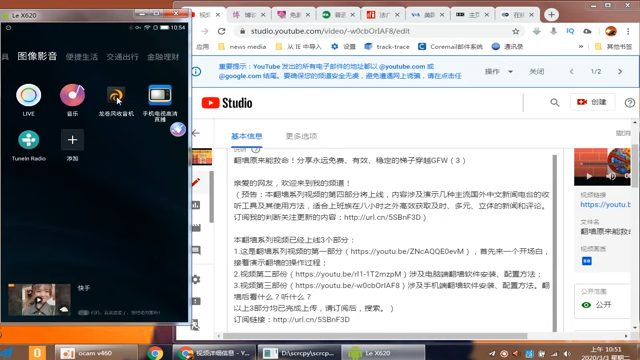 Le X620
10:54
具 图像影音 便捷生活 交通出行 金融理财
LIVE 音乐 龙卷风收音机 手机电视高清直播
TuneIn Radio 添加
快手
视频
studio.youtube.com/video/-w0cbOrIAF8/edit
应用 news media 分享 设置 track-trace Coremail邮件系统 通讯录
其他书签
重要提示：YouTube 发出的所有电子邮件的地址都以 @youtube.com 或
@google.com 结尾。要确保您的频道安全无虞，避免遭遇网上诱骗，请在点击任
操作 关闭 1/2
Studio
创建
基本信息 更多选项
撤消
说明
翻墙原来能救命！分享永远免费、有效、稳定的梯子穿越GFW（3）
亲爱的网友，欢迎来到我的频道！
（预告：本翻墙系列视频的第四部分将上线，内容涉及演示几种主流国外中文新闻电台的收
听工具及其使用方法，适合上班族在八小时之外高效获取及时、多元、立体的新闻和评论。
订阅我的判断关注更新的内容：http://url.cn/5SBnF3D）
本翻墙系列视频已经上线3个部分：
1.这是翻墙系列视频的第一部分（https://youtu.be/ZNcAQQE0evM），首先来一个开场白，
接着演示翻墙的操作过程；
2.视频第二部份（https://youtu.be/rl1-1T2mzpM）涉及电脑端翻墙软件安装、配置方法；
3.视频第三部份（https://youtu.be/-w0cbOrIAF8）涉及手机端翻墙软件安装、配置方法。翻
墙后看什么？听什么？
以上3部分均已完成上传，请订阅后，搜索。）
订阅链接：http://url.cn/5SBnF3D
视频链接
https://youtu.
文件名
翻墙原来能救
视频画质
公开范围
公开
ocam v460
视频详细信息 -
D:\scrcpy\scrcp...
Le X620
上午 10:51
2020/3/3 星期二